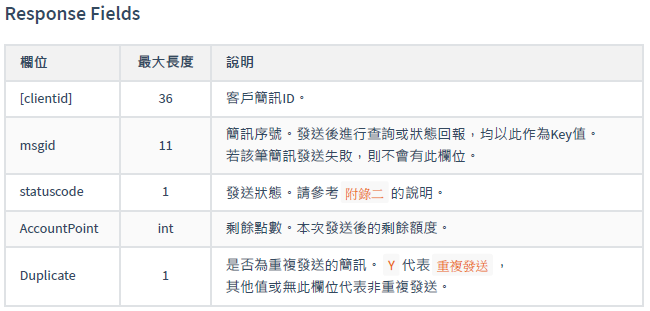 Response Fields
欄位 最大長度 說明
[clientid] 36 客戶簡訊ID。
msgid 11 簡訊序號。發送後進行查詢或狀態回報，均以此作為Key值。
若該筆簡訊發送失敗，則不會有此欄位。
statuscode 1 發送狀態。請參考 附錄二 的說明。
AccountPoint int 剩餘點數。本次發送後的剩餘額度。
Duplicate 1 是否為重複發送的簡訊。 Y 代表 重複發送 ，
其他值或無此欄位代表非重複發送。